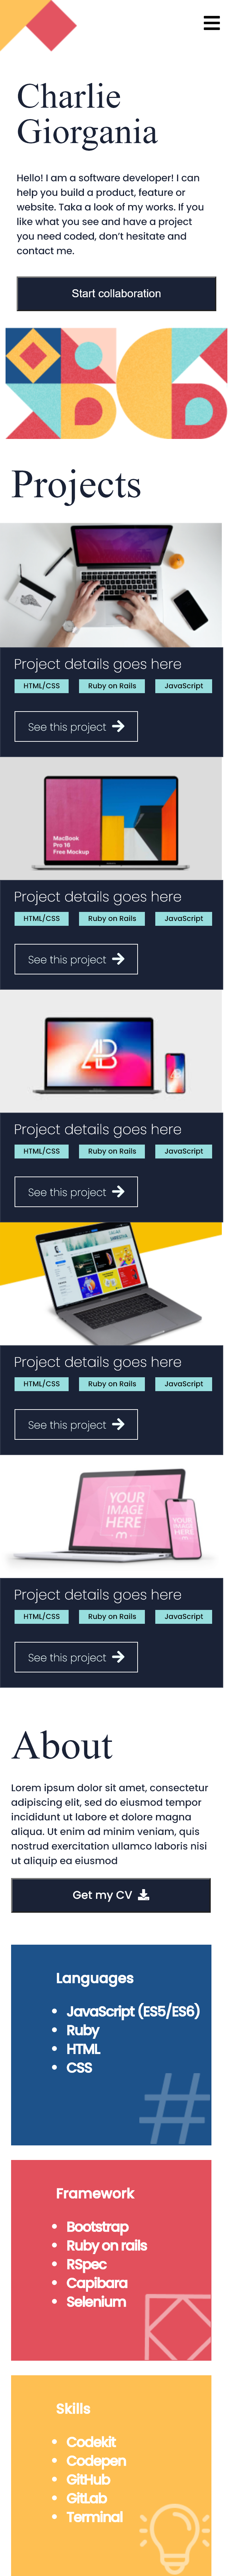 Charlie
Giorgania
Hello! I am a software developer! I can
help you build a product, feature or
website. Taka a look of my works. If you
like what you see and have a project
you need coded, don't hesitate and
contact me.
Start collaboration
Projects
Project details goes here
HTML/CSS Ruby on Rails JavaScript
See this project
MacBook
Pro 16
Free Mockup
Project details goes here
HTML/CSS Ruby on Rails JavaScript
See this project
Project details goes here
HTML/CSS Ruby on Rails JavaScript
See this project
Project details goes here
HTML/CSS Ruby on Rails JavaScript
See this project
YOUR
IMAGE
HERE
YOUR
IMAGE
HERE
Project details goes here
HTML/CSS Ruby on Rails JavaScript
See this project
About
Lorem ipsum dolor sit amet, consectetur
adipiscing elit, sed do eiusmod tempor
incididunt ut labore et dolore magna
aliqua. Ut enim ad minim veniam, quis
nostrud exercitation ullamco laboris nisi
ut aliquip ea eiusmod
Get my CV
Languages
JavaScript (ES5/ES6)
Ruby
HTML
CSS
#
Framework
Bootstrap
Ruby on rails
RSpec
Capibara
Selenium
Skills
Codekit
Codepen
GitHub
GitLab
Terminal